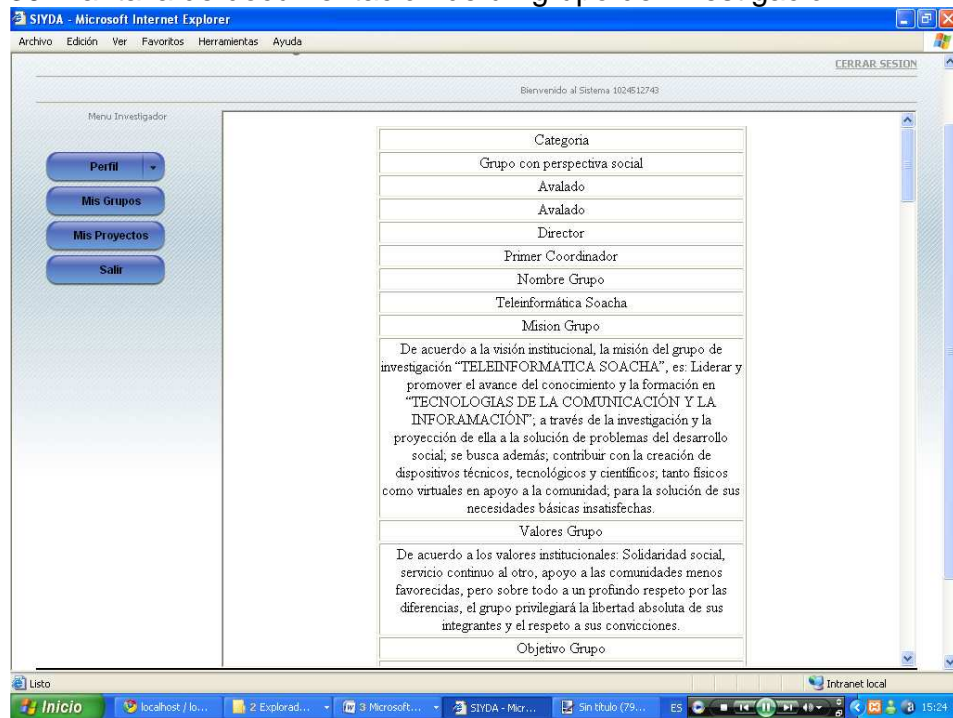 SIYDA - Microsoft Internet Explorer
Archivo Edición Ver Favoritos Herramientas Ayuda
CERRAR SESION
Bienvenido al Sistema 1024512743
Menu Investigador
Perfil
Mis Grupos
Mis Proyectos
Salir
Categoria
Grupo con perspectiva social
Avalado
Avalado
Director
Primer Coordinador
Nombre Grupo
Teleinformática Soacha
Mision Grupo
De acuerdo a la visión institucional, la misión del grupo de
investigación “TELEINFORMATICA SOACHA”, es: Liderar y
promover el avance del conocimiento y la formación en
“TECNOLOGIAS DE LA COMUNICACIÓN Y LA
INFORAMACIÓN”; a través de la investigación y la
proyección de ella a la solución de problemas del desarrollo
social; se busca además; contribuir con la creación de
dispositivos técnicos, tecnológicos y científicos; tanto físicos
como virtuales en apoyo a la comunidad; para la solución de sus
necesidades básicas insatisfechas.
Valores Grupo
De acuerdo a los valores institucionales: Solidaridad social,
servicio continuo al otro, apoyo a las comunidades menos
favorecidas, pero sobre todo a un profundo respeto por las
diferencias, el grupo privilegiará la libertad absoluta de sus
integrantes y el respeto a sus convicciones.
Objetivo Grupo
Listo
Intranet local
Inicio localhost / lo... 2 Explorad... 3 Microsoft... SIYDA - Micr... Sin título (79... ES 15:24